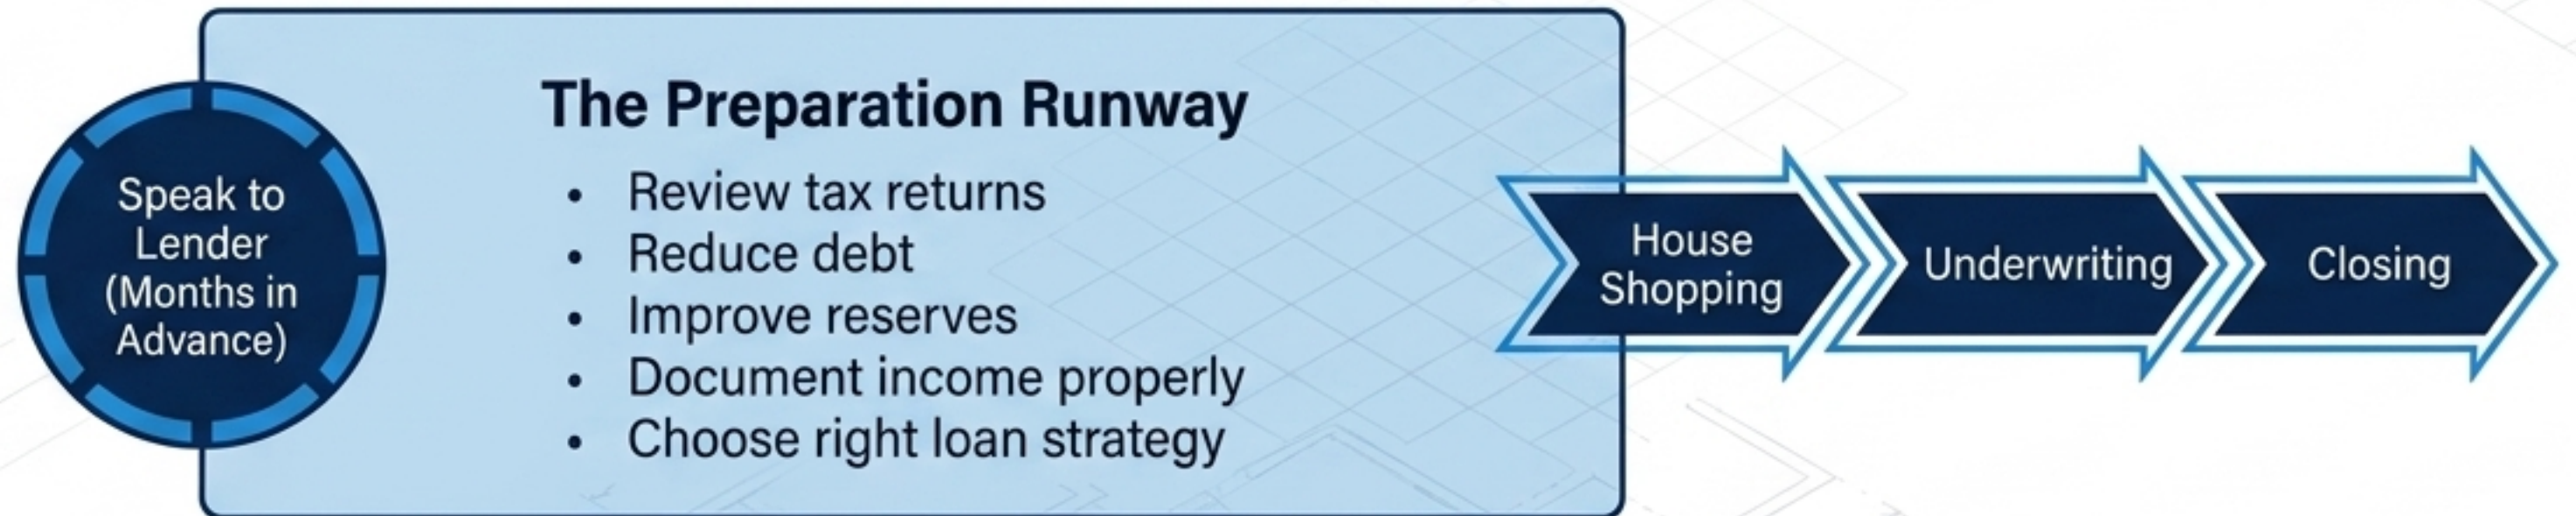 Speak to
Lender
(Months in
Advance)
The Preparation Runway
• Review tax returns
• Reduce debt
• Improve reserves
• Document income properly
• Choose right loan strategy
House
Shopping
Underwriting
Closing